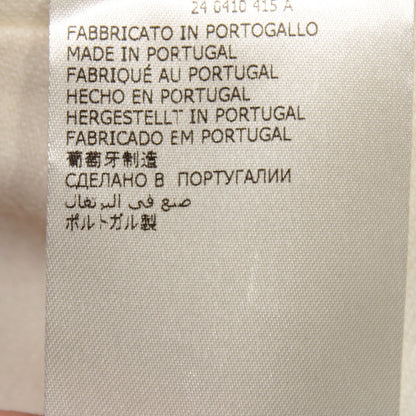 24 0410 415 A
FABBRICATO IN PORTOGALLO
MADE IN PORTUGAL
FABRIQUÉ AU PORTUGAL
HECHO EN PORTUGAL
HERGESTELLT IN PORTUGAL
FABRICADO EM PORTUGAL
葡萄牙制造
СДЕЛАНО В ПОРТУГАЛИИ
صنع في البرتغال
ポルトガル製